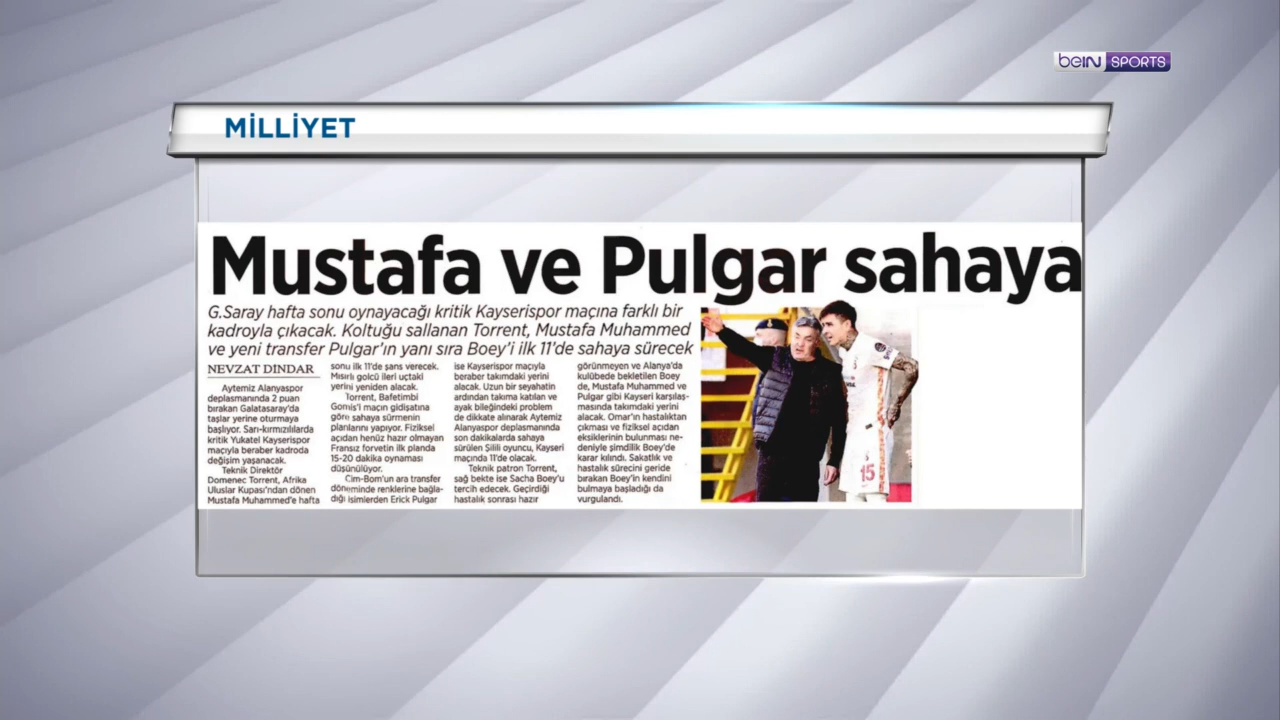 beIN SPORTS
MİLLİYET
Mustafa ve Pulgar sahaya
G.Saray hafta sonu oynayacağı kritik Kayserispor maçına farklı bir
kadroyla çıkacak. Koltuğu sallanan Torrent, Mustafa Muhammed
ve yeni transfer Pulgar'ın yanı sıra Boey'i ilk 11'de sahaya sürecek
NEVZAT DINDAR
Aytemiz Alanyaspor
deplasmanında 2 puan
bırakan Galatasaray'da
taşlar yerine oturmaya
başlıyor. Sarı-kırmızılılarda
kritik Yukatel Kayserispor
maçıyla beraber kadroda
değişim yaşanacak.
Teknik Direktör
Domenec Torrent, Afrika
Uluslar Kupası'ndan dönen
Mustafa Muhammed'e hafta
sonu ilk 11'de şans verecek.
Mısırlı golcü ileri uçtaki
yerini yeniden alacak.
Torrent, Bafetimbi
Gomis'i maçın gidişatına
göre sahaya sürmenin
planlarını yapıyor. Fiziksel
açıdan henüz hazır olmayan
Fransız forvetin ilk planda
15-20 dakika oynaması
düşünülüyor.
Cim-Bom'un ara transfer
döneminde renklerine bağla-
dığı isimlerden Erick Pulgar
ise Kayserispor maçıyla
beraber takımdaki yerini
alacak. Uzun bir seyahatin
ardından takıma katılan ve
ayak bileğindeki problem
de dikkate alınarak Aytemiz
Alanyaspor deplasmanında
son dakikalarda sahaya
sürülen Şilili oyuncu, Kayseri
maçında 11'de olacak.
Teknik patron Torrent,
sağ bekte ise Sacha Boey'u
tercih edecek. Geçirdiği
hastalık sonrası hazır
görünmeyen ve Alanya'da
kulübede bekletilen Boey
de, Mustafa Muhammed ve
Pulgar gibi Kayseri karşılaş-
masında takımdaki yerini
alacak. Omar'ın hastalıktan
çıkması ve fiziksel açıdan
eksiklerinin bulunması ne-
deniyle şimdilik Boey'de
karar kılındı. Sakatlık ve
hastalık sürecini geride
bırakan Boey'in kendini
bulmaya başladığı da
vurgulandı.
15